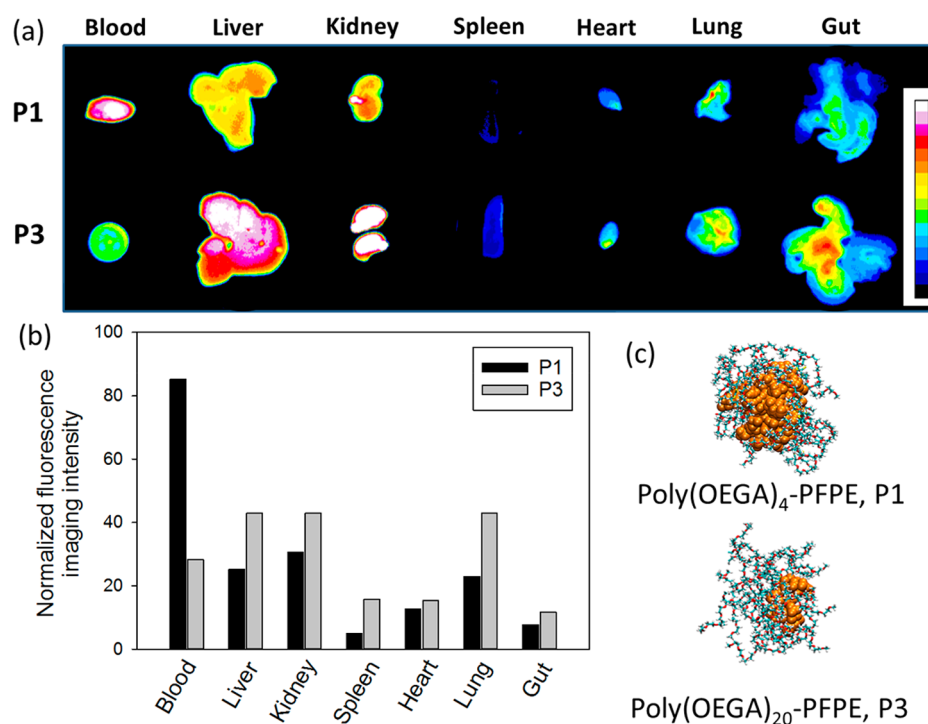 (a)
Blood Liver Kidney Spleen Heart Lung Gut
P1
P3
(b)
100
80
60
40
20
0
Normalized fluorescence
imaging intensity
P1
P3
Blood
Liver
Kidney
Spleen
Heart
Lung
Gut
(c)
Poly(OEGA)₄-PFPE, P1
Poly(OEGA)₂₀-PFPE, P3